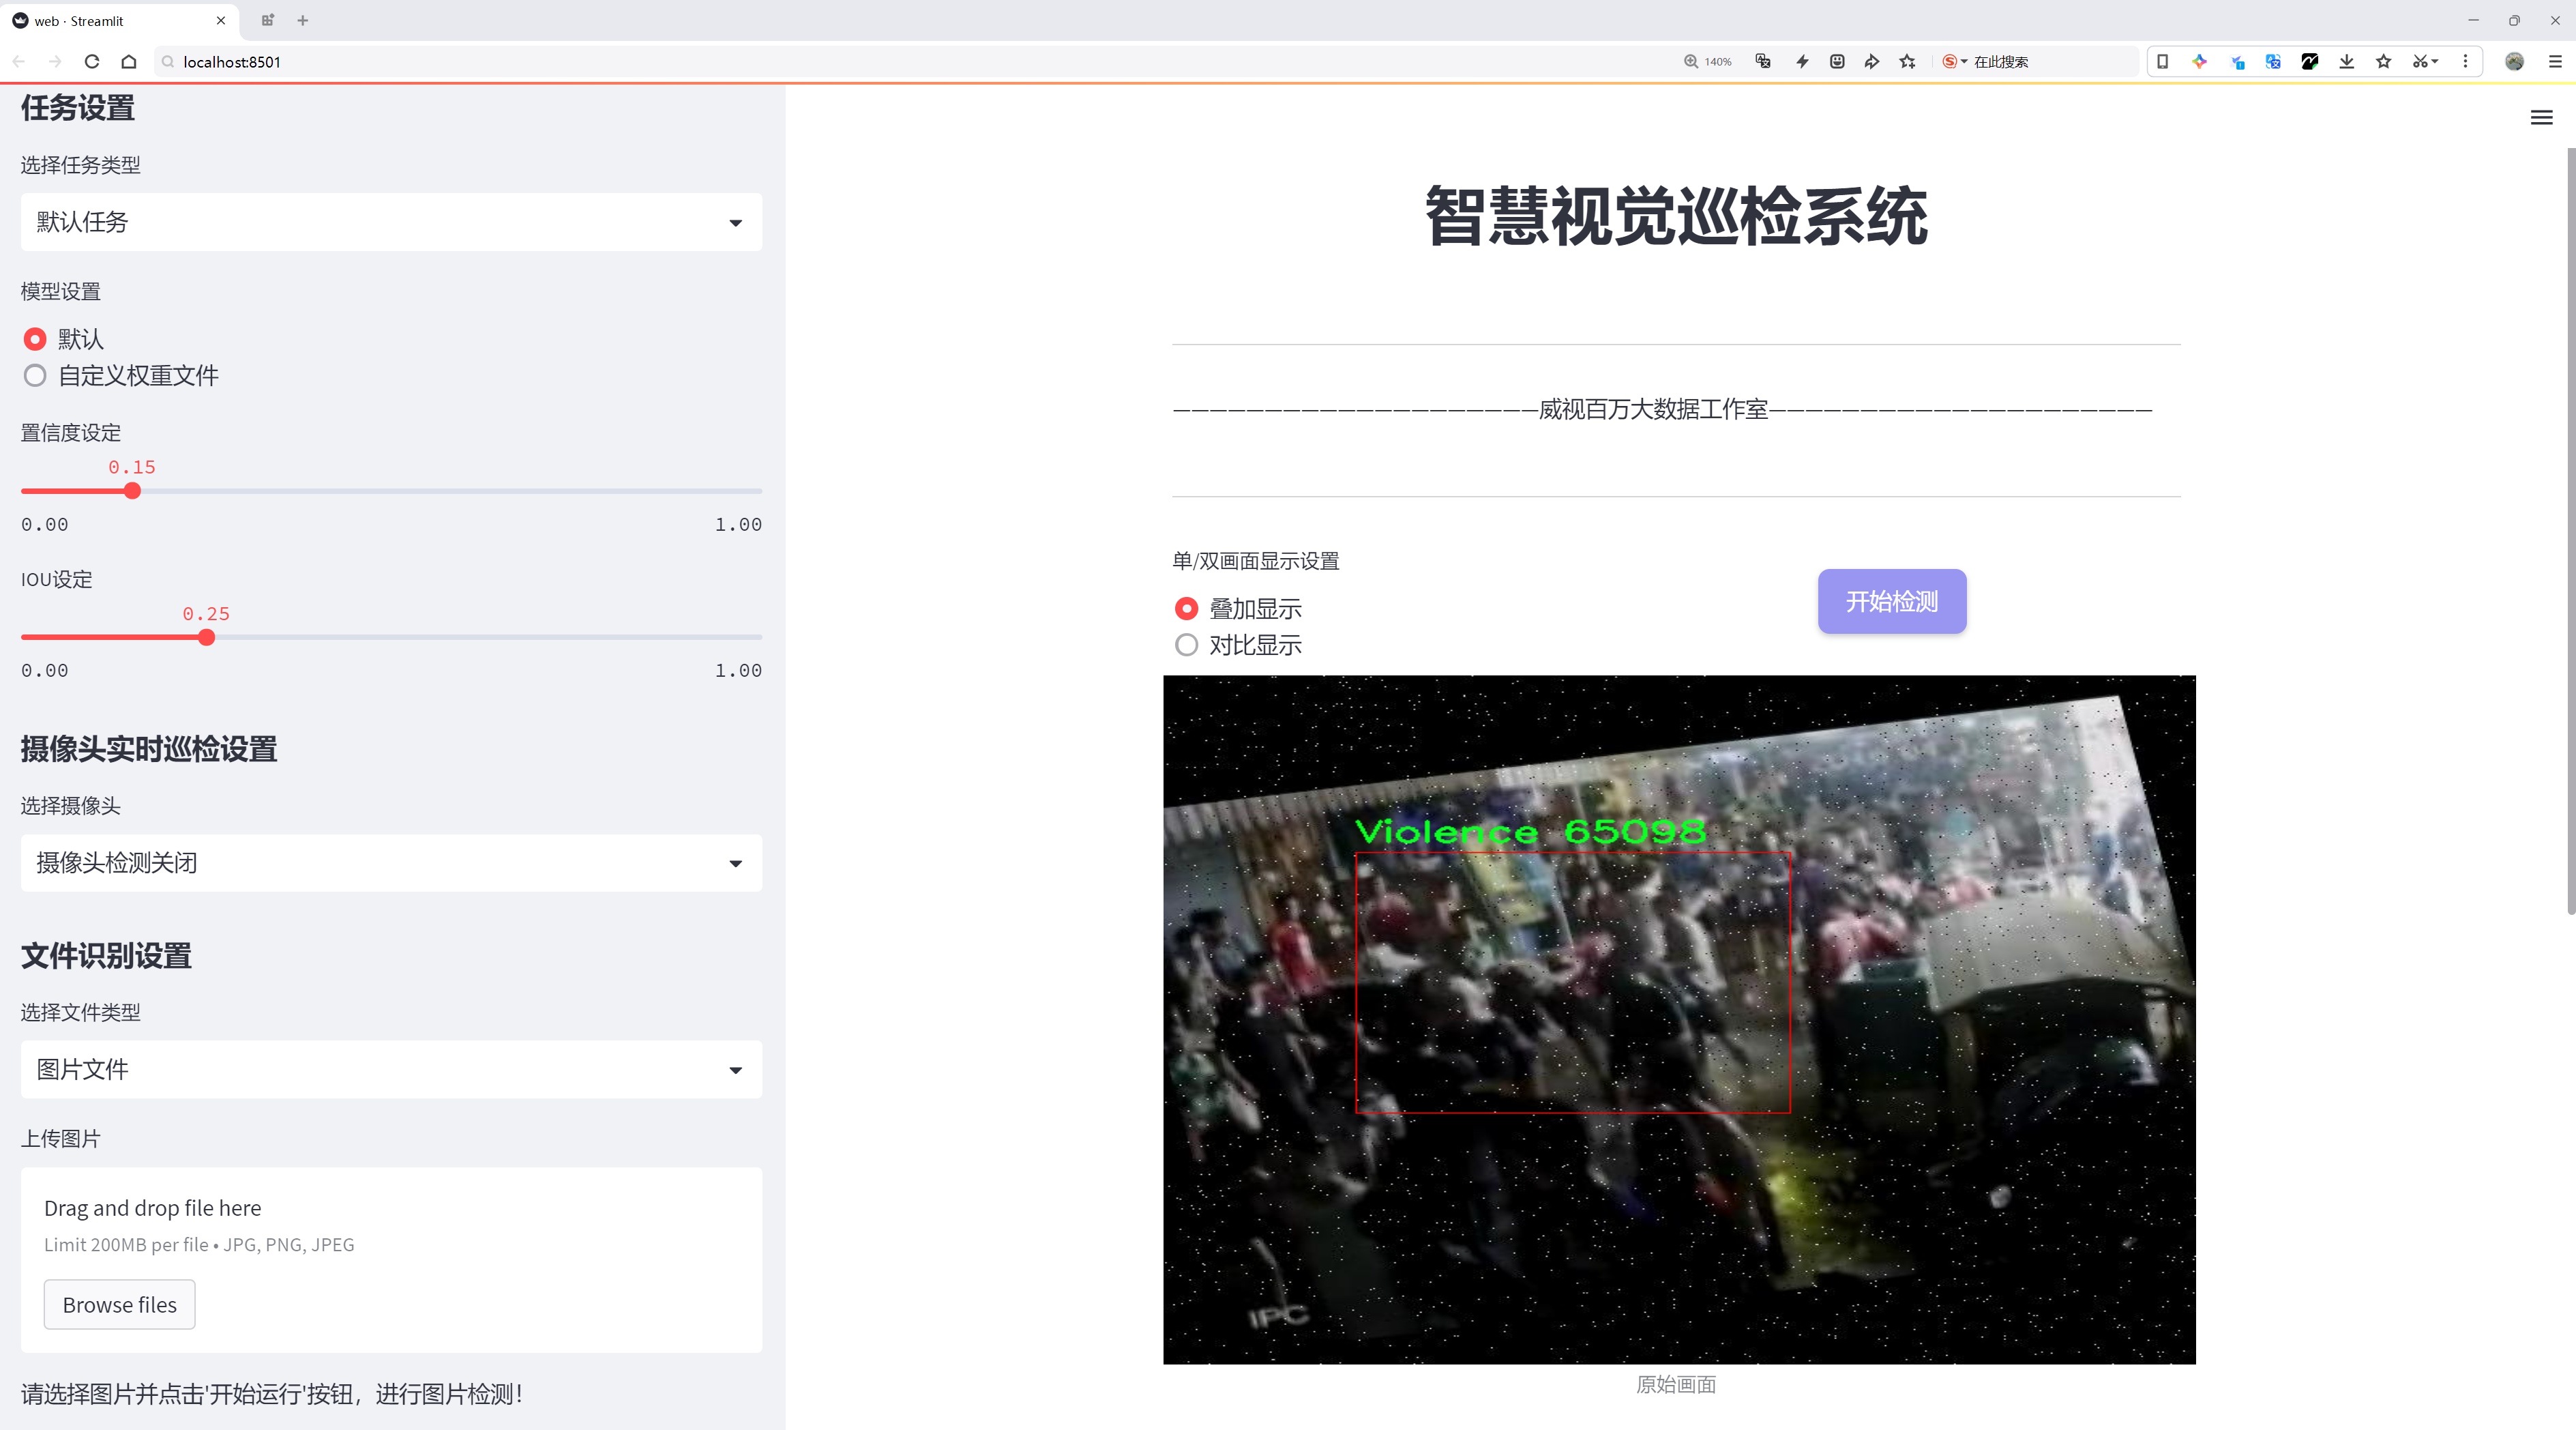 web · Streamlit
localhost:8501
140%
在此搜索
任务设置
选择任务类型
默认任务
模型设置
默认
自定义权重文件
置信度设定
0.15
0.00 1.00
IOU设定
0.25
0.00 1.00
摄像头实时巡检设置
选择摄像头
摄像头检测关闭
文件识别设置
选择文件类型
图片文件
上传图片
Drag and drop file here
Limit 200MB per file • JPG, PNG, JPEG
Browse files
请选择图片并点击'开始运行'按钮，进行图片检测！
智慧视觉巡检系统
————————————————————威视百万大数据工作室—————————————————————
单/双画面显示设置
叠加显示
对比显示
开始检测
Violence 65098
IPC
原始画面